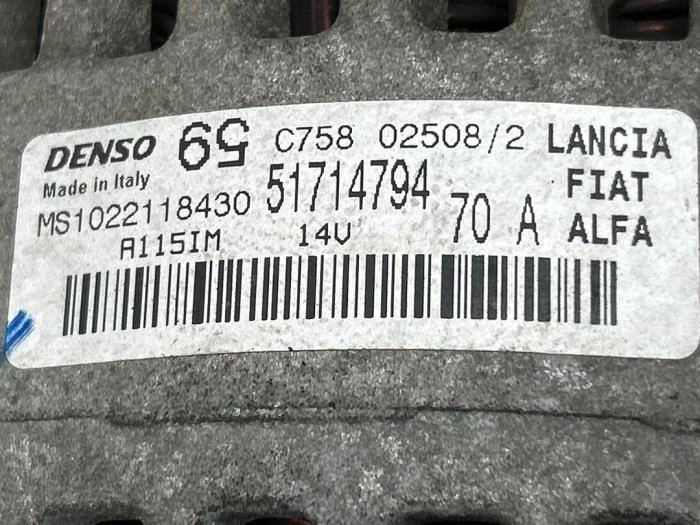 DENSO 65 C758 02508/2 LANCIA
Made in Italy 51714794 FIAT
MS1022118430 70 A ALFA
A115IM 14V